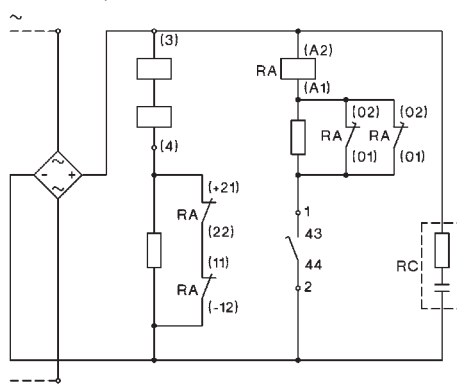 ~
(3)
(A2)
RA
(A1)
(02)
(02)
RA
RA
(4)
(01)
(01)
~
- +
~
(+21)
RA
(22)
1
43
(11)
44
RC
RA
2
(-12)